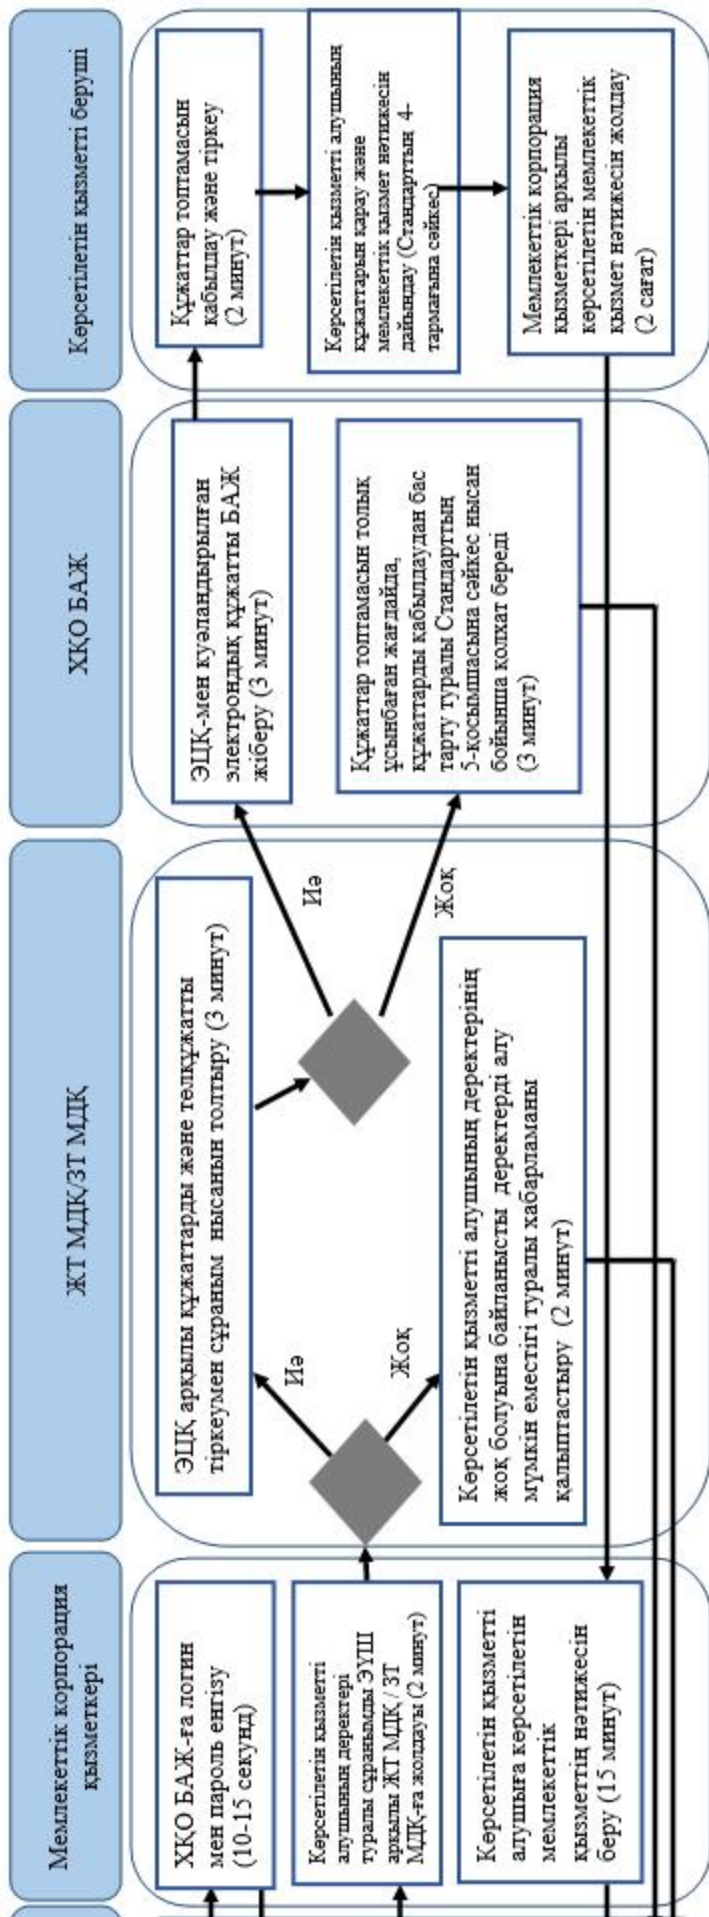 Мемлекеттік корпорация
қызметкері
ХҚО БАЖ-ға логин
мен пароль енгізу
(10-15 секунд)
Көрсетілетін қызметті
алушының деректері
туралы сұранымды ЭҮШ
арқылы ЖТ МДҚ / ЗТ
МДҚ-ға жолдауы (2 минут)
Көрсетілетін қызметті
алушыға көрсетілетін
мемлекеттік
қызметтің нәтижесін
беру (15 минут)
ЖТ МДҚ/ЗТ МДҚ
ЭЦҚ арқылы құжаттарды және төлқұжатты
тіркеумен сұраным нысанын толтыру (3 минут)
Иә
Жоқ
Көрсетілетін қызметті алушының деректерінің
жоқ болуына байланысты деректерді алу
мүмкін еместігі туралы хабарламаны
қалыптастыру (2 минут)
Иә
Жоқ
ХҚО БАЖ
ЭЦҚ-мен куәландырылған
электрондық құжатты БАЖ
жіберу (3 минут)
Құжаттар топтамасын толық
ұсынбаған жағдайда,
құжаттарды қабылдаудан бас
тарту туралы Стандарттың
5-қосымшасына сәйкес нысан
бойынша қолхат береді
(3 минут)
Көрсетілетін қызметті беруші
Құжаттар топтамасын
қабылдау және тіркеу
(2 минут)
Көрсетілетін қызметті алушының
құжаттарын қарау және
мемлекеттік қызмет нәтижесін
дайындау (Стандарттың 4-
тармағына сәйкес)
Мемлекеттік корпорация
қызметкері арқылы
көрсетілетін мемлекеттік
қызмет нәтижесін жолдау
(2 сағат)